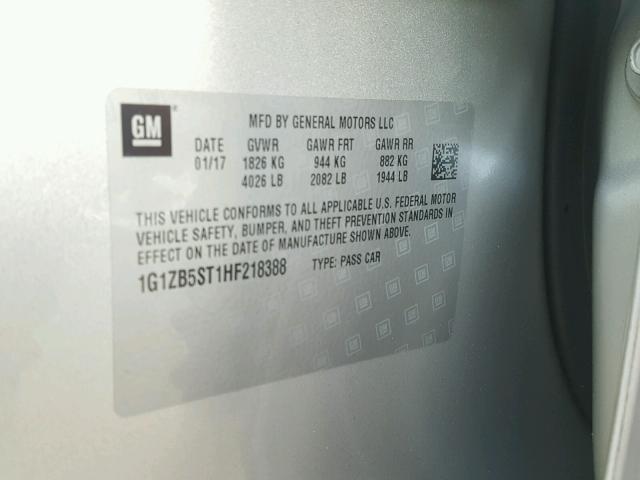 GM ®
MFD BY GENERAL MOTORS LLC
DATE GVWR GAWR FRT GAWR RR
01/17 1826 KG 944 KG 882 KG
4026 LB 2082 LB 1944 LB
THIS VEHICLE CONFORMS TO ALL APPLICABLE U.S. FEDERAL MOTOR
VEHICLE SAFETY, BUMPER, AND THEFT PREVENTION STANDARDS IN
EFFECT ON THE DATE OF MANUFACTURE SHOWN ABOVE.
1G1ZB5ST1HF218388 TYPE: PASS CAR